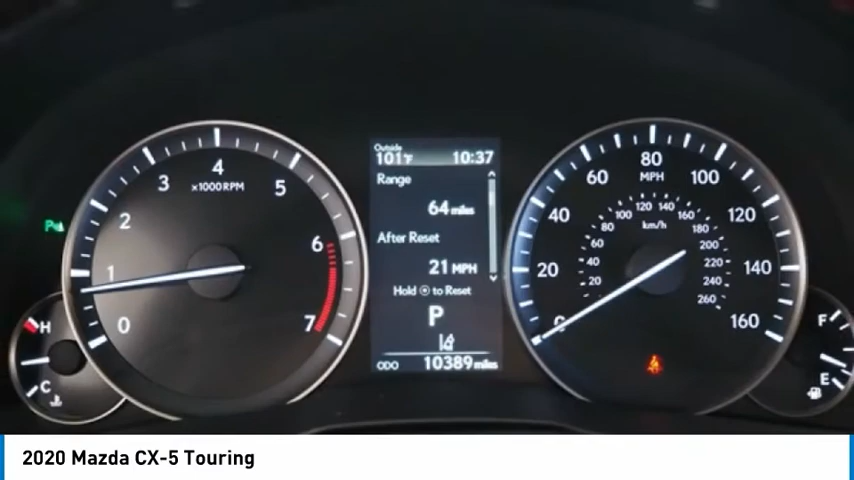 4
3
5
x1000RPM
2
6
1
0
7
H
C
P
Outside
101°F 10:37
Range
64 miles
After Reset
21 MPH
Hold to Reset
P
ODO 10389 miles
80
MPH
60
100
40
120
20
140
0
160
120 140
100 160
80 km/h 180
60 200
40 220
20 240
260
F
E
2020 Mazda CX-5 Touring